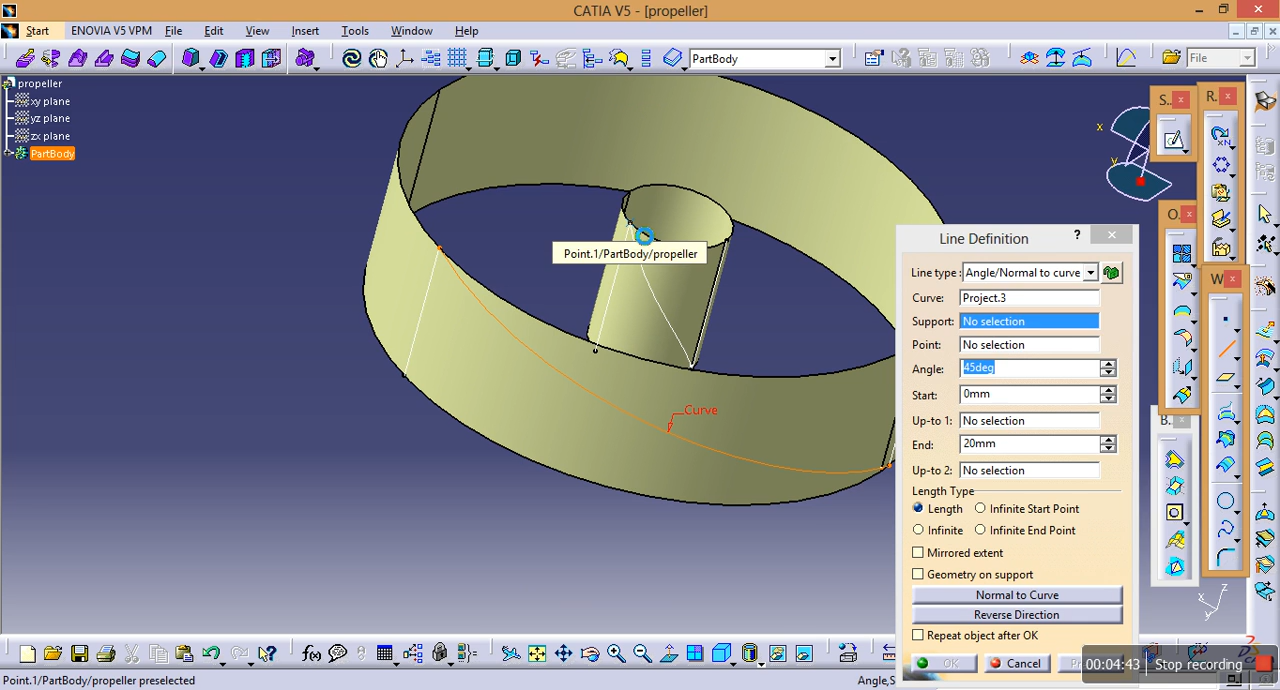 CATIA V5 - [propeller]
Start ENOVIA V5 VPM File Edit View Insert Tools Window Help
PartBody
File
propeller
xy plane
yz plane
zx plane
PartBody
S... x
R... x
x
y
O... x
W x
B... x
Point.1/PartBody/propeller
Curve
Line Definition ? x
Line type: Angle/Normal to curve
Curve: Project.3
Support: No selection
Point: No selection
Angle: 45deg
Start: 0mm
Up-to 1: No selection
End: 20mm
Up-to 2: No selection
Length Type
Length Infinite Start Point
Infinite Infinite End Point
Mirrored extent
Geometry on support
Normal to Curve
Reverse Direction
Repeat object after OK
OK Cancel
z
x
y
f(x)
00:04:43 Stop recording
Point.1/PartBody/propeller preselected
Angle,S